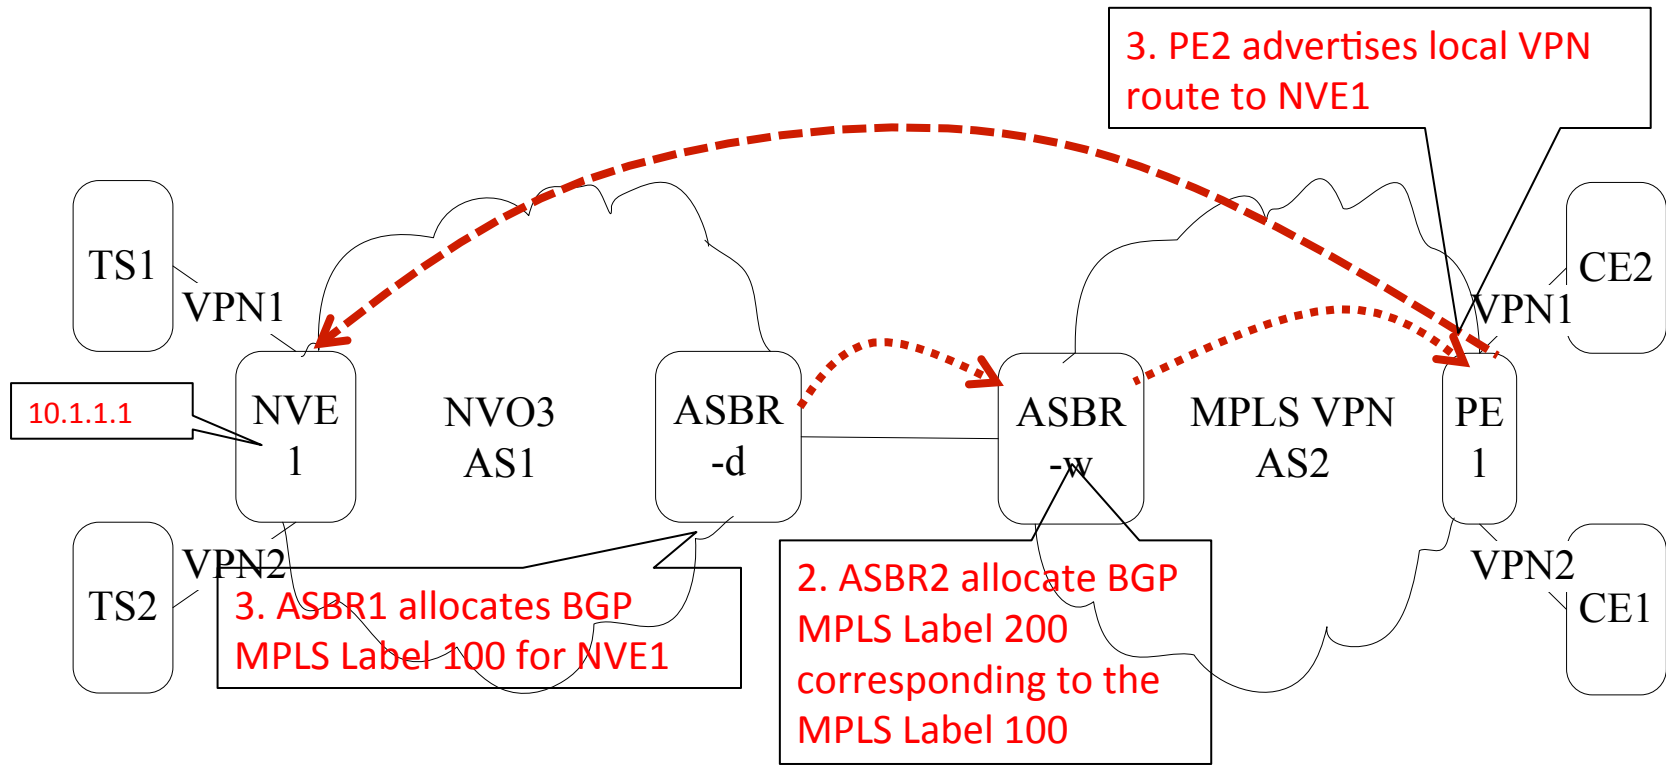 3. PE2 advertises local VPN
route to NVE1
TS1
VPN1
CE2
VPN1
10.1.1.1
NVE
1
NVO3
AS1
ASBR
-d
ASBR
-w
MPLS VPN
AS2
PE
1
TS2
VPN2
3. ASBR1 allocates BGP
MPLS Label 100 for NVE1
2. ASBR2 allocate BGP
MPLS Label 200
corresponding to the
MPLS Label 100
VPN2
CE1